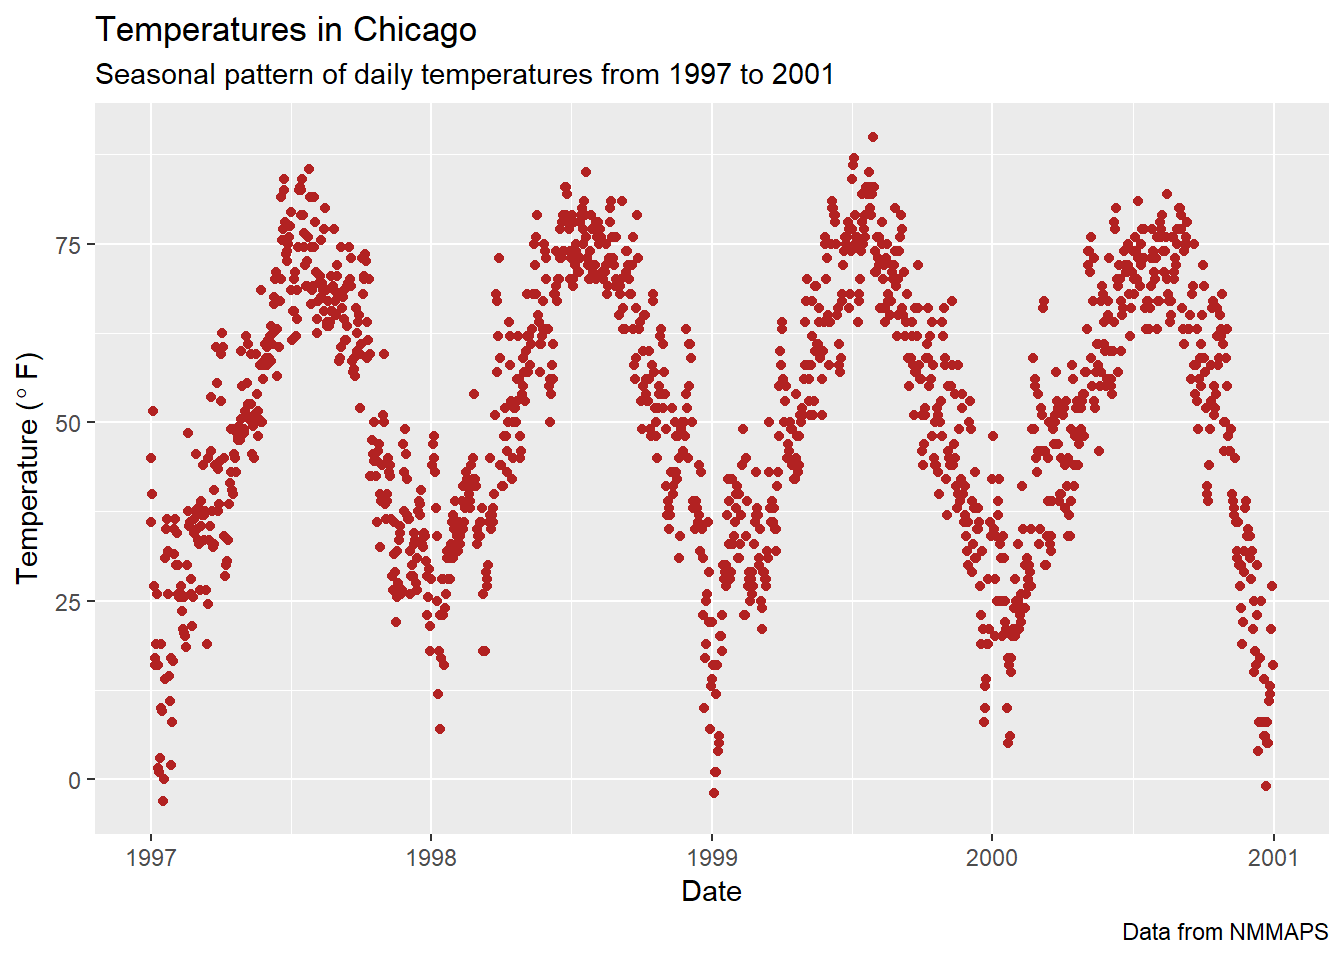 Temperatures in Chicago
Seasonal pattern of daily temperatures from 1997 to 2001
Temperature (° F)
75
50
25
0
1997 1998 1999 2000 2001
Date
Data from NMMAPS